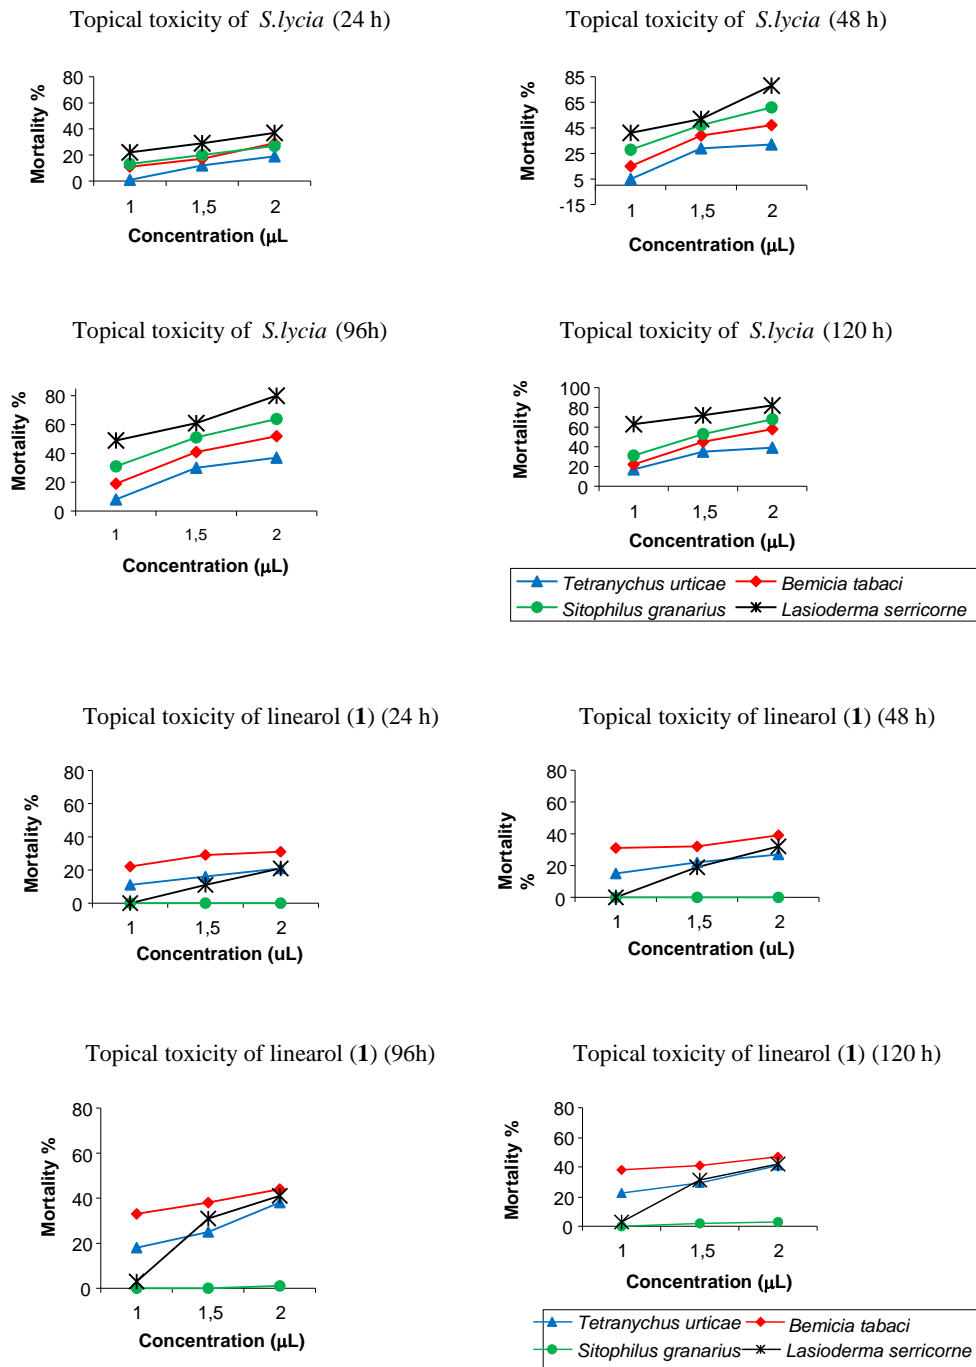 Topical toxicity of S.lycia (24 h)
80
60
40
20
0
Mortality %
1 1,5 2
Concentration (µL
Topical toxicity of S.lycia (48 h)
85
65
45
25
5
-15
Mortality %
1 1,5 2
Concentration (µL)
Topical toxicity of S.lycia (96h)
80
60
40
20
0
Mortality %
1 1,5 2
Concentration (µL)
Topical toxicity of S.lycia (120 h)
100
80
60
40
20
0
Mortality %
1 1,5 2
Concentration (µL)
Tetranychus urticae Bemicia tabaci
Sitophilus granarius Lasioderma serricorne
Topical toxicity of linearol (1) (24 h)
80
60
40
20
0
Mortality %
1 1,5 2
Concentration (uL)
Topical toxicity of linearol (1) (48 h)
80
60
40
20
0
Mortality
%
1 1,5 2
Concentration (uL)
Topical toxicity of linearol (1) (96h)
80
60
40
20
0
Mortality %
1 1,5 2
Concentration (µL)
Topical toxicity of linearol (1) (120 h)
80
60
40
20
0
Mortality %
1 1,5 2
Concentration (µL)
Tetranychus urticae Bemicia tabaci
Sitophilus granarius Lasioderma serricorne